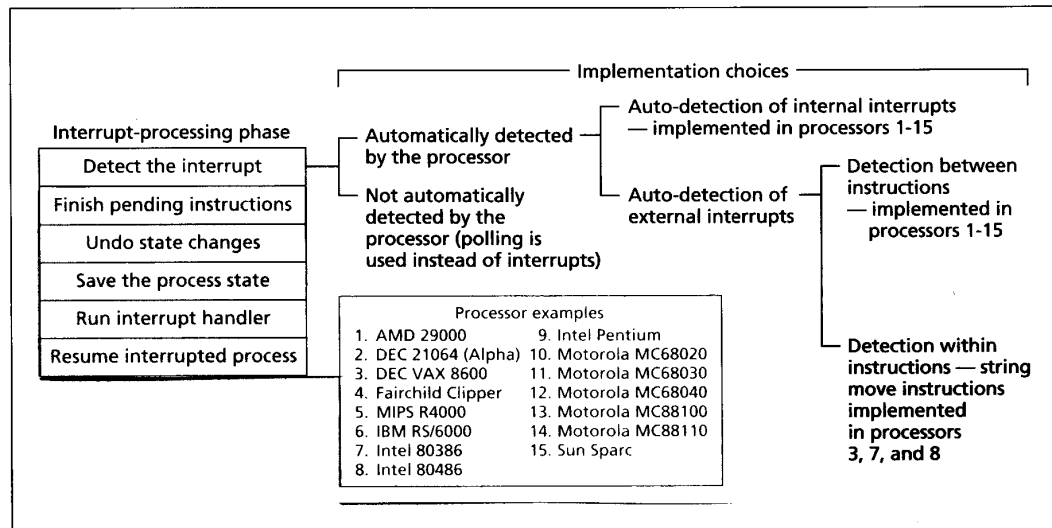 Implementation choices
Interrupt-processing phase
Detect the interrupt
Finish pending instructions
Undo state changes
Save the process state
Run interrupt handler
Resume interrupted process
Automatically detected
by the processor
Not automatically
detected by the
processor (polling is
used instead of interrupts)
Auto-detection of internal interrupts
— implemented in processors 1-15
Auto-detection of
external interrupts
Detection between
instructions
— implemented in
processors 1-15
Detection within
instructions — string
move instructions
implemented
in processors
3, 7, and 8
Processor examples
1. AMD 29000
2. DEC 21064 (Alpha)
3. DEC VAX 8600
4. Fairchild Clipper
5. MIPS R4000
6. IBM RS/6000
7. Intel 80386
8. Intel 80486
9. Intel Pentium
10. Motorola MC68020
11. Motorola MC68030
12. Motorola MC68040
13. Motorola MC88100
14. Motorola MC88110
15. Sun Sparc